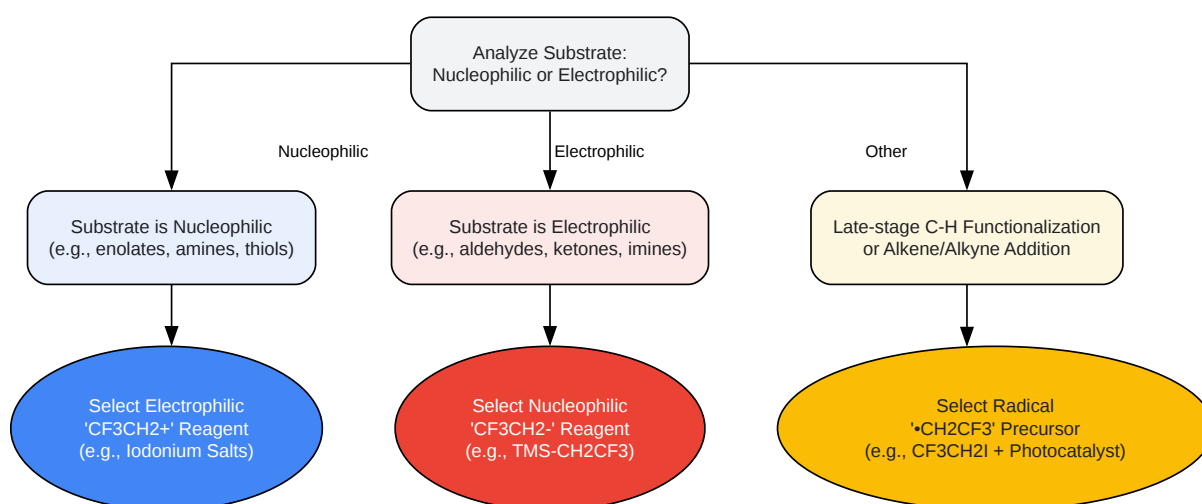 Analyze Substrate:
Nucleophilic or Electrophilic?
Nucleophilic
Electrophilic
Other
Substrate is Nucleophilic
(e.g., enolates, amines, thiols)
Substrate is Electrophilic
(e.g., aldehydes, ketones, imines)
Late-stage C-H Functionalization
or Alkene/Alkyne Addition
Select Electrophilic
'CF3CH2+' Reagent
(e.g., Iodonium Salts)
Select Nucleophilic
'CF3CH2-' Reagent
(e.g., TMS-CH2CF3)
Select Radical
'•CH2CF3' Precursor
(e.g., CF3CH2I + Photocatalyst)